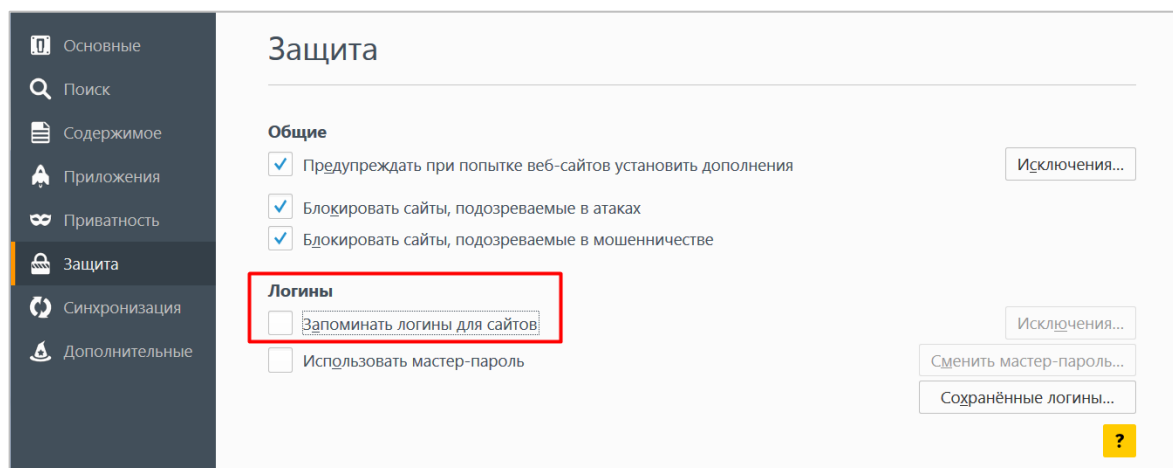 Основные
Поиск
Содержимое
Приложения
Приватность
Защита
Синхронизация
Дополнительные
Защита
Общие
Предупреждать при попытке веб-сайтов установить дополнения
Исключения...
Блокировать сайты, подозреваемые в атаках
Блокировать сайты, подозреваемые в мошенничестве
Логины
Запоминать логины для сайтов
Исключения...
Использовать мастер-пароль
Сменить мастер-пароль...
Сохранённые логины...
?